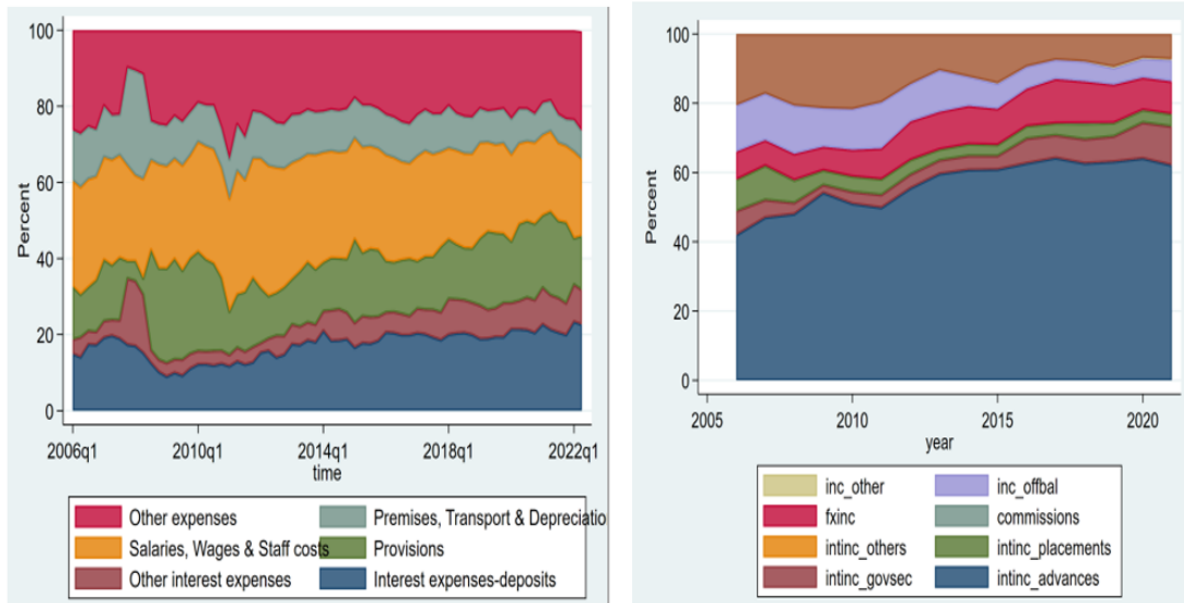 100
80
60
40
20
0
Percent
2006q1 2010q1 2014q1 2018q1 2022q1
time
Other expenses Premises, Transport & Depreciatio
Salaries, Wages & Staff costs Provisions
Other interest expenses Interest expenses-deposits
100
80
60
40
20
0
Percent
2005 2010 2015 2020
year
inc_other inc_offbal
fxinc commissions
intinc_others intinc_placements
intinc_govsec intinc_advances